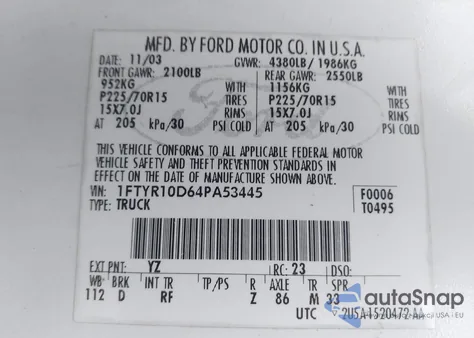 MFD. BY FORD MOTOR CO. IN U.S.A.
DATE: 11/03 GVWR: 4380LB/ 1986KG
FRONT GAWR: 2100LB REAR GAWR: 2550LB
952KG WITH 1156KG WITH
P225/70R15 TIRES P225/70R15 TIRES
15X7.0J RIMS 15X7.0J RIMS
AT 205 kPa/30 PSI COLD AT 205 kPa/30 PSI COLD
THIS VEHICLE CONFORMS TO ALL APPLICABLE FEDERAL MOTOR
VEHICLE SAFETY AND THEFT PREVENTION STANDARDS IN
EFFECT ON THE DATE OF MANUFACTURE SHOWN ABOVE.
VIN: 1FTYR10D64PA53445 F0006
TYPE: TRUCK T0495
EXT PNT: YZ RC: 23 DSO:
WB BRK INT TR TP/PS R AXLE TR SPR
112 D RF Z 86 M 33
UTC
autoSnap